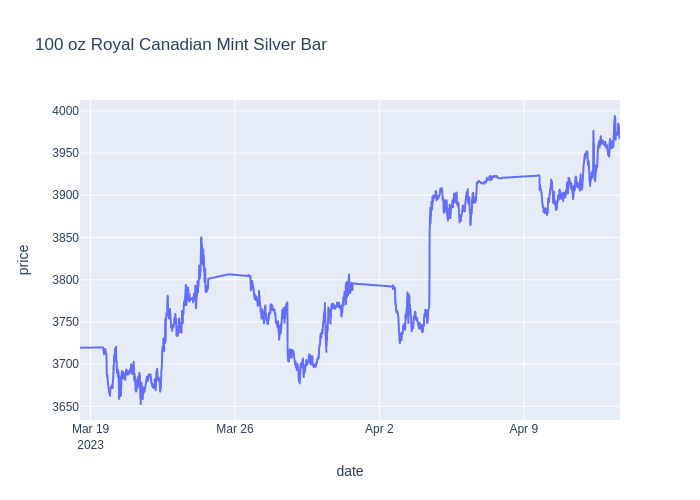 100 oz Royal Canadian Mint Silver Bar
4000
3950
3900
3850
3800
3750
3700
3650
price
Mar 19
2023
Mar 26
Apr 2
Apr 9
date